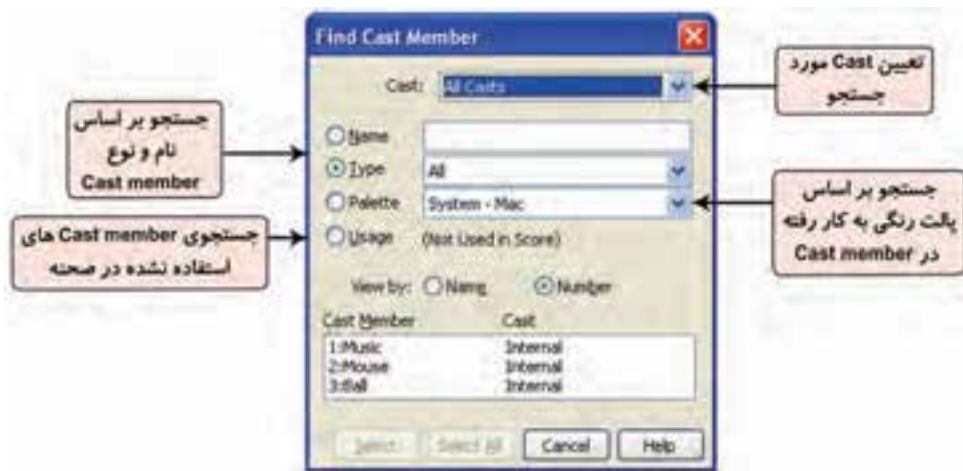 Find Cast Member
Cast: All Casts
Name
Type All
Palette System - Mac
Usage (Not Used in Score)
View by: Name Number
Cast Member Cast
1:Music Internal
2:Mouse Internal
3:Ball Internal
Select Select All Cancel Help
تعیین Cast مورد
جستجو
جستجو بر اساس
نام و نوع
Cast member
جستجو بر اساس
پالت رنگی به کار رفته
در Cast member
جستجوی Cast member های
استفاده نشده در صحنه